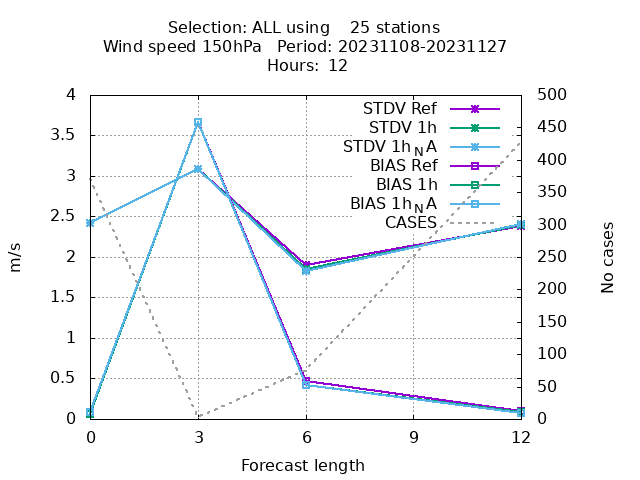 Selection: ALL using 25 stations
Wind speed 150hPa Period: 20231108-20231127
Hours: 12
STDV Ref
STDV 1h
STDV 1h_NA
BIAS Ref
BIAS 1h
BIAS 1h_NA
CASES
4
3.5
3
2.5
2
1.5
1
0.5
0
500
450
400
350
300
250
200
150
100
50
0
m/s
No cases
0 3 6 9 12
Forecast length